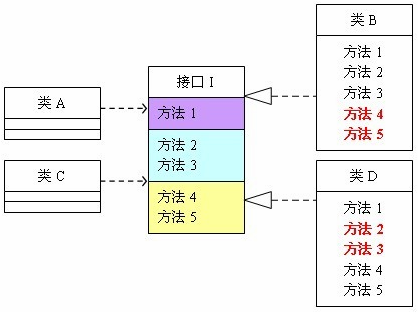 类 A
类 C
接口 I
方法 1
方法 2
方法 3
方法 4
方法 5
类 B
方法 1
方法 2
方法 3
方法 4
方法 5
类 D
方法 1
方法 2
方法 3
方法 4
方法 5